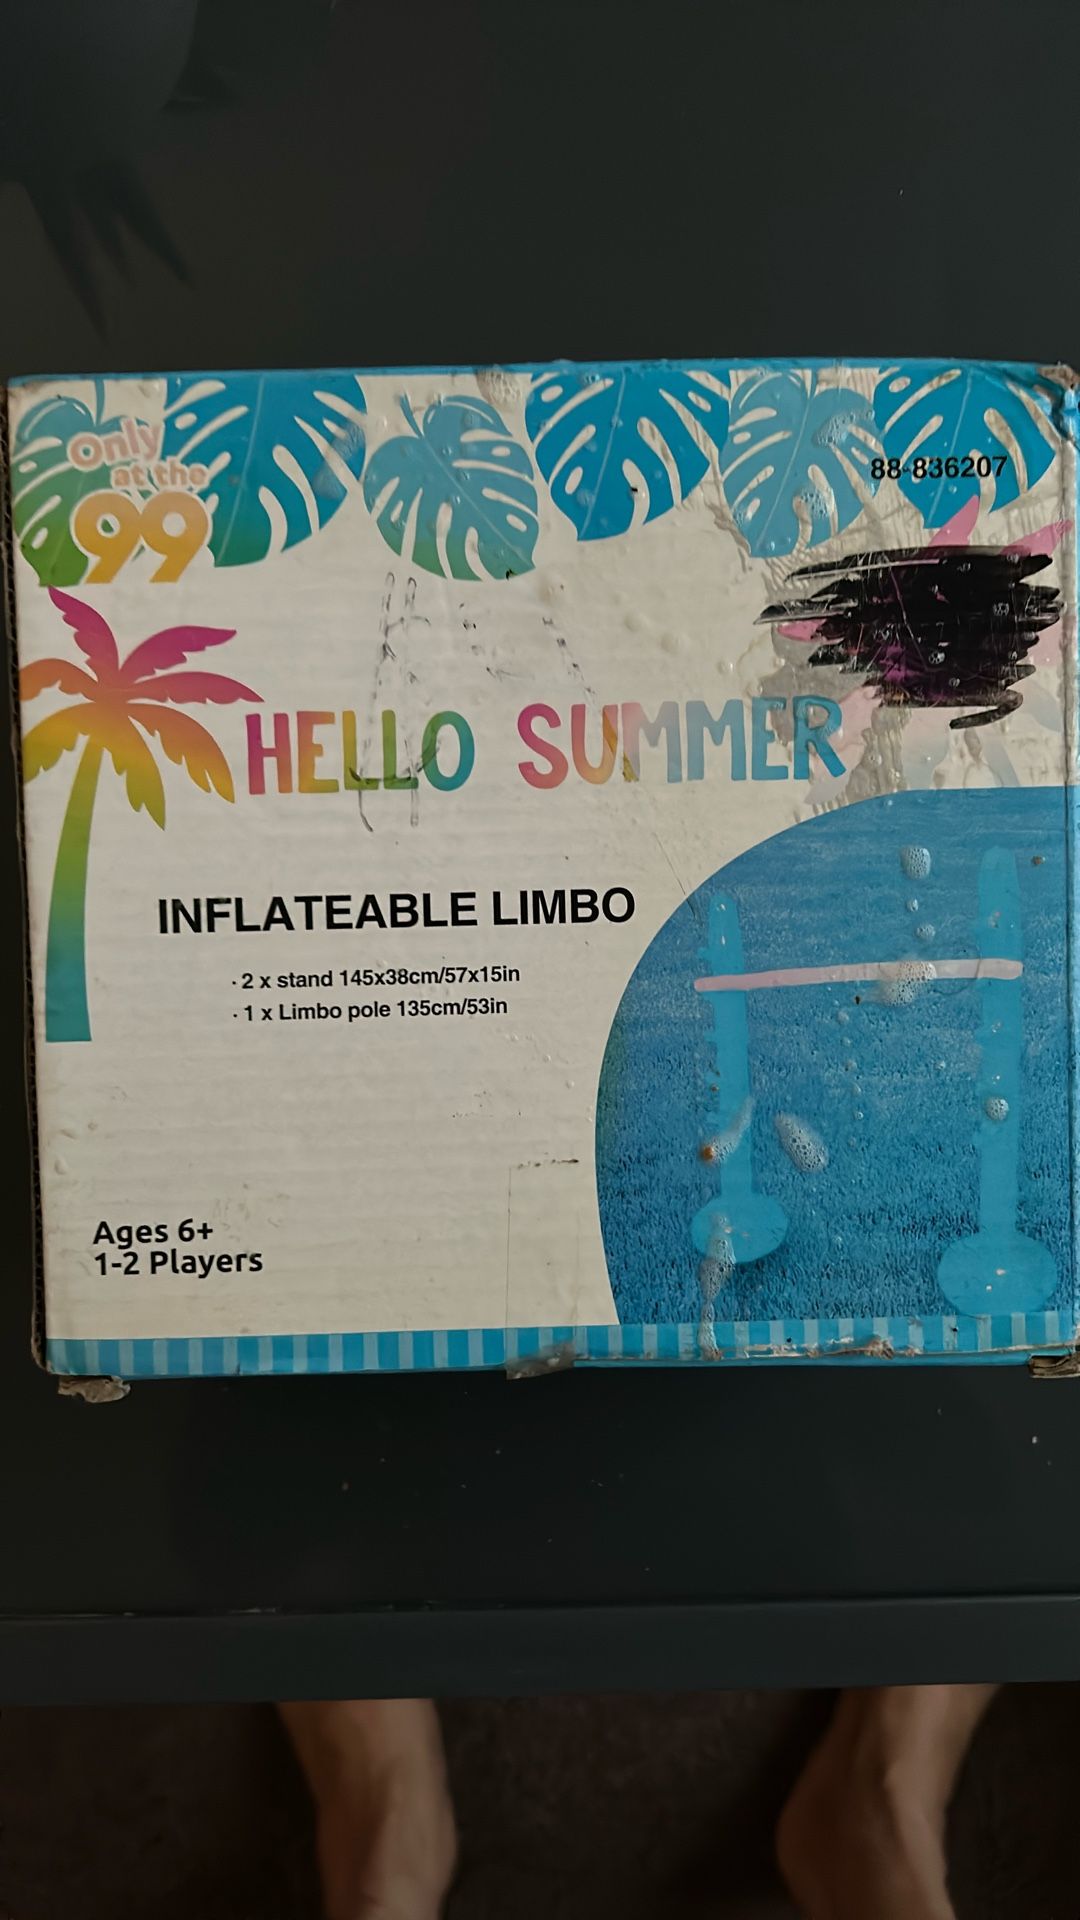 Only
at the
99
88-836207
HELLO SUMMER
INFLATEABLE LIMBO
· 2 x stand 145x38cm/57x15in
· 1 x Limbo pole 135cm/53in
Ages 6+
1-2 Players